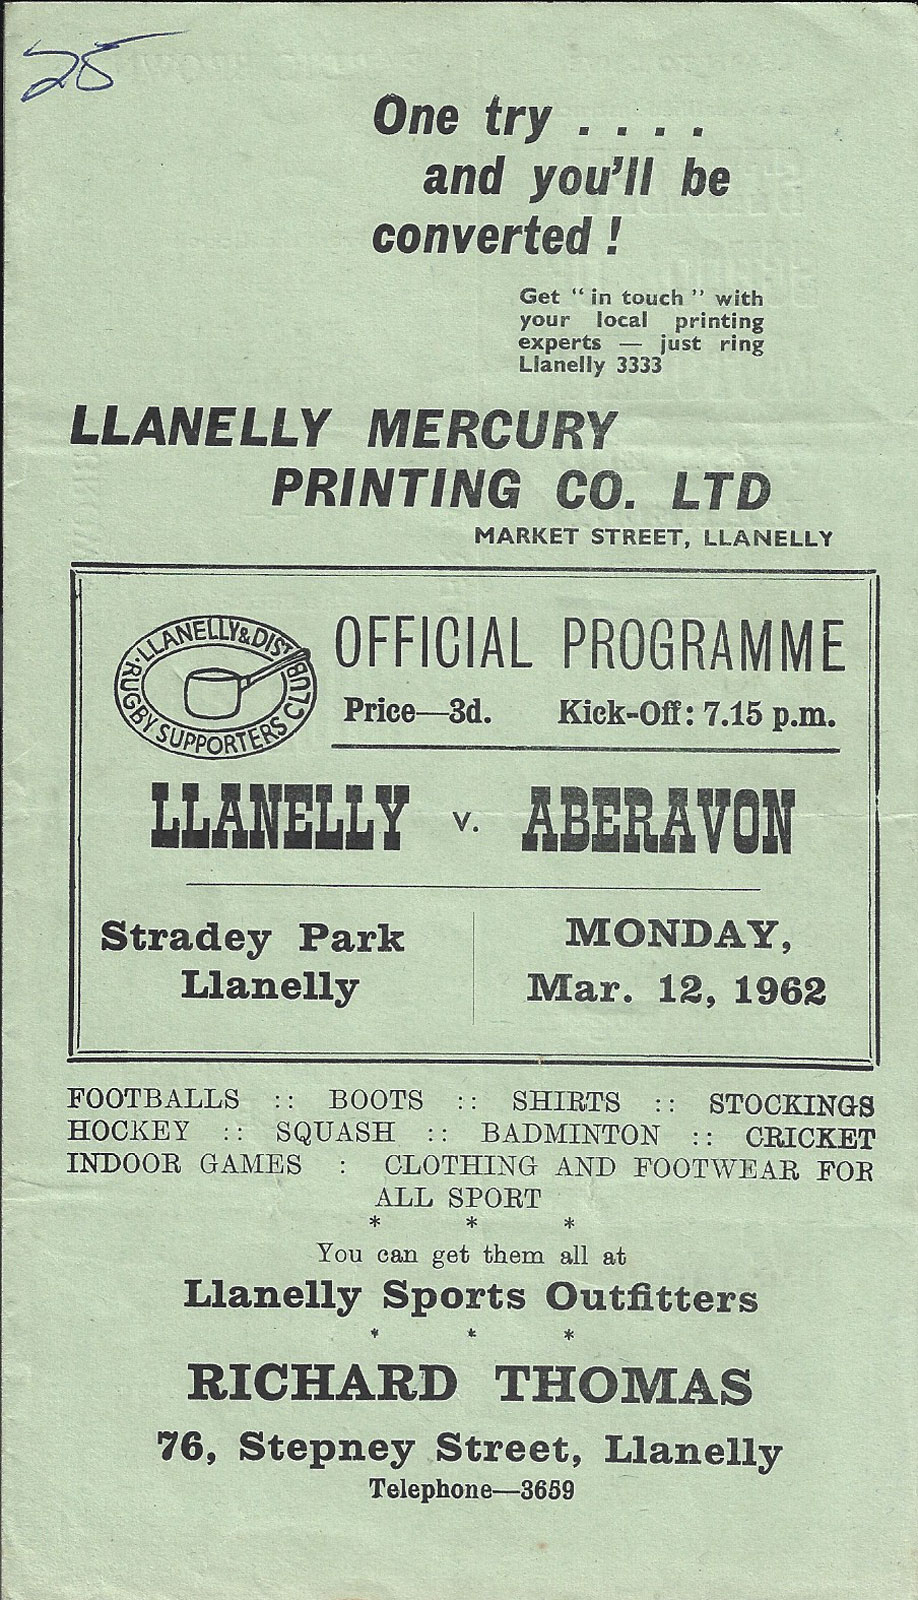 25
One try . . . .
and you'll be
converted !
Get " in touch " with
your local printing
experts — just ring
Llanelly 3333
LLANELLY MERCURY
PRINTING CO. LTD
MARKET STREET, LLANELLY
LLANELLY & DIST
RUGBY SUPPORTERS CLUB
OFFICIAL PROGRAMME
Price—3d. Kick-Off: 7.15 p.m.
LLANELLY v. ABERAVON
Stradey Park
Llanelly
MONDAY,
Mar. 12, 1962
FOOTBALLS :: BOOTS :: SHIRTS :: STOCKINGS
HOCKEY :: SQUASH :: BADMINTON :: CRICKET
INDOOR GAMES : CLOTHING AND FOOTWEAR FOR
ALL SPORT
* * *
You can get them all at
Llanelly Sports Outfitters
* * *
RICHARD THOMAS
76, Stepney Street, Llanelly
Telephone—3659